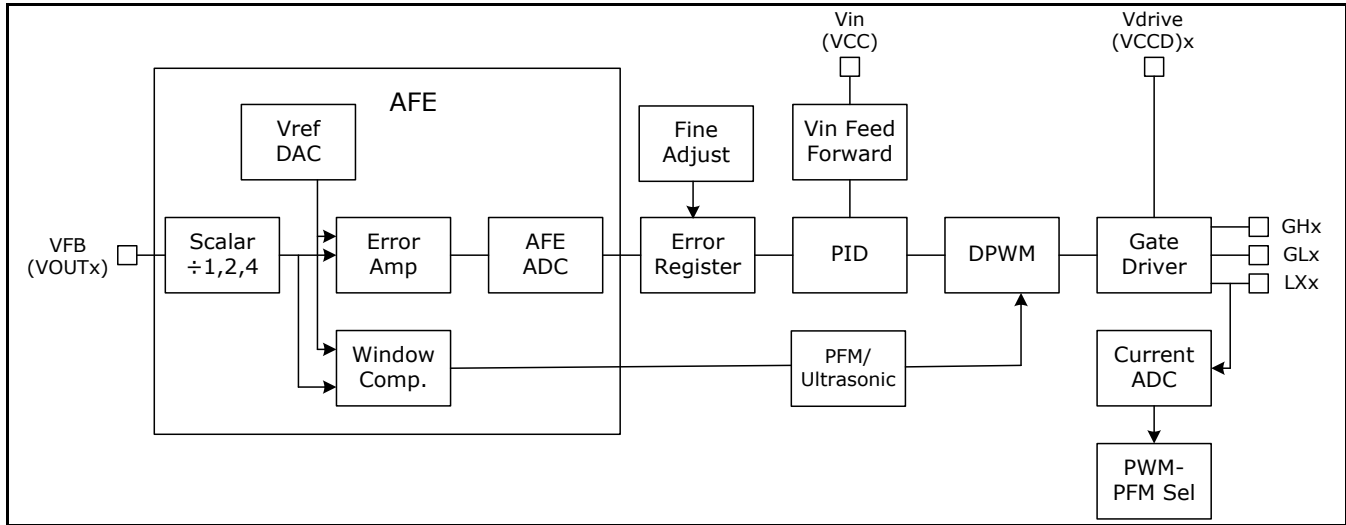 Vin
(VCC)
Vdrive
(VCCD)x
AFE
Vref
DAC
Fine
Adjust
Vin Feed
Forward
VFB
(VOUTx)
Scalar
÷1,2,4
Error
Amp
AFE
ADC
Error
Register
PID
DPWM
Gate
Driver
GHx
GLx
LXx
Window
Comp.
PFM/
Ultrasonic
Current
ADC
PWM-
PFM Sel